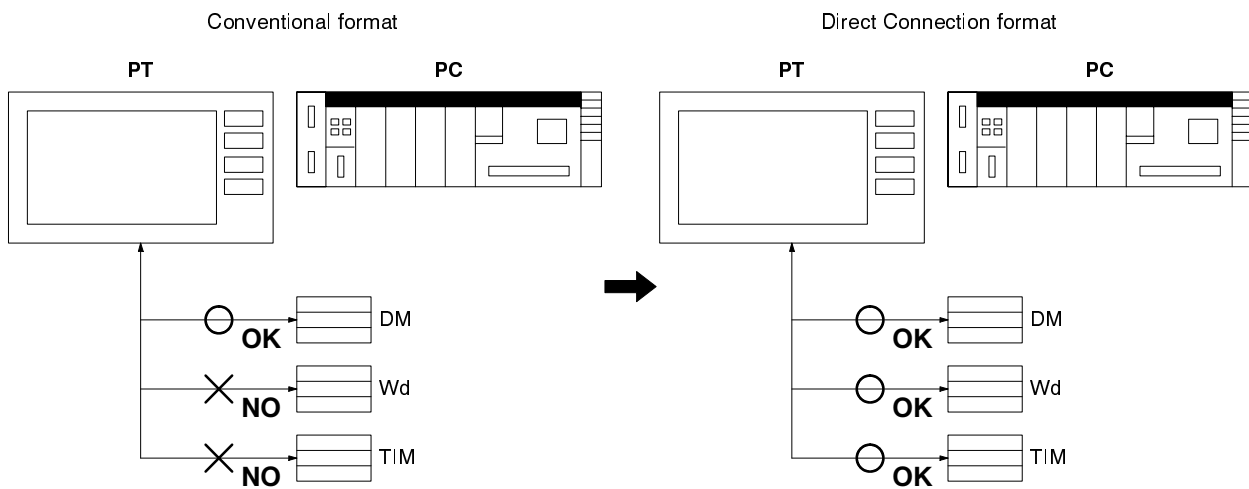 Conventional format
PT
PC
OK
DM
NO
Wd
NO
TIM
Direct Connection format
PT
PC
OK
DM
OK
Wd
OK
TIM